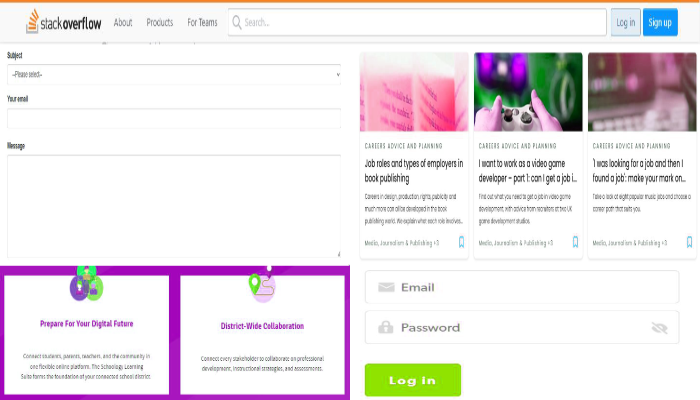 stackoverflow About Products For Teams Search... Log in Sign up
Subject
--Please select--
Your email
Message
CAREERS ADVICE AND PLANNING
Job roles and types of employers in
book publishing
Careers in design, production, rights, publicity and
much more can all be developed in the book
publishing world. We explain what each role involves...
Media, Journalism & Publishing +3
CAREERS ADVICE AND PLANNING
I want to work as a video game
developer – part 1: can I get a job i...
Find out what you need to get a job in video game
development, with advice from recruiters at two UK
game development studios.
Media, Journalism & Publishing +3
CAREERS ADVICE AND PLANNING
'I was looking for a job and then I
found a job': make your mark on...
Take a look at eight popular music jobs and choose a
career path that suits you.
Media, Journalism & Publishing +3
Prepare For Your Digital Future
Connect students, parents, teachers, and the community in
one flexible online platform. The Schoology Learning
Suite forms the foundation of your connected school district.
District-Wide Collaboration
Connect every stakeholder to collaborate on professional
development, instructional strategies, and assessments.
Email
Password
Log in